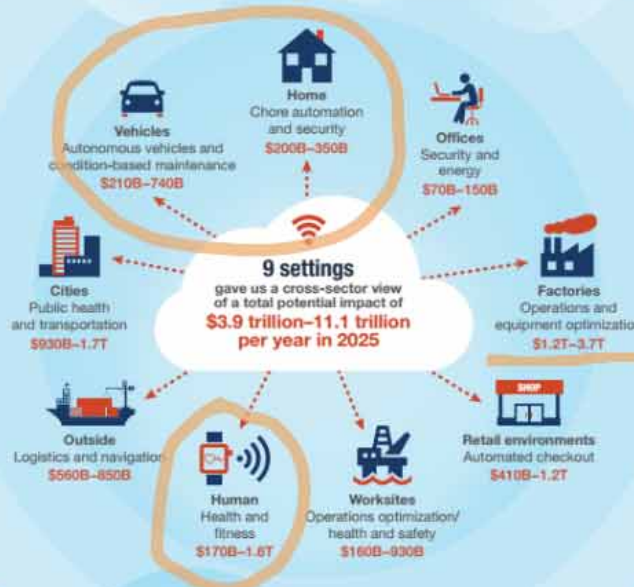 Home
Chore automation
and security
$200B–350B
Vehicles
Autonomous vehicles and
condition-based maintenance
$210B–740B
Offices
Security and
energy
$70B–150B
Cities
Public health
and transportation
$930B–1.7T
9 settings
gave us a cross-sector view
of a total potential impact of
$3.9 trillion–11.1 trillion
per year in 2025
Factories
Operations and
equipment optimization
$1.2T–3.7T
Outside
Logistics and navigation
$560B–850B
Human
Health and
fitness
$170B–1.6T
Worksites
Operations optimization/
health and safety
$160B–930B
SHOP
Retail environments
Automated checkout
$410B–1.2T